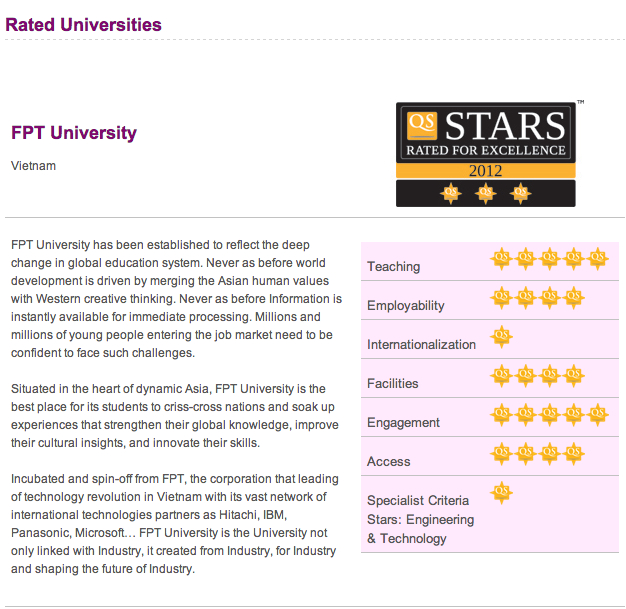 Rated Universities
FPT University
Vietnam
QS STARS™
RATED FOR EXCELLENCE
2012
QS QS QS
FPT University has been established to reflect the deep
change in global education system. Never as before world
development is driven by merging the Asian human values
with Western creative thinking. Never as before Information is
instantly available for immediate processing. Millions and
millions of young people entering the job market need to be
confident to face such challenges.
Situated in the heart of dynamic Asia, FPT University is the
best place for its students to criss-cross nations and soak up
experiences that strengthen their global knowledge, improve
their cultural insights, and innovate their skills.
Incubated and spin-off from FPT, the corporation that leading
of technology revolution in Vietnam with its vast network of
international technologies partners as Hitachi, IBM,
Panasonic, Microsoft… FPT University is the University not
only linked with Industry, it created from Industry, for Industry
and shaping the future of Industry.
Teaching QS QS QS QS QS
Employability QS QS QS QS
Internationalization QS
Facilities QS QS QS QS
Engagement QS QS QS QS QS
Access QS QS QS QS
Specialist Criteria QS
Stars: Engineering
& Technology